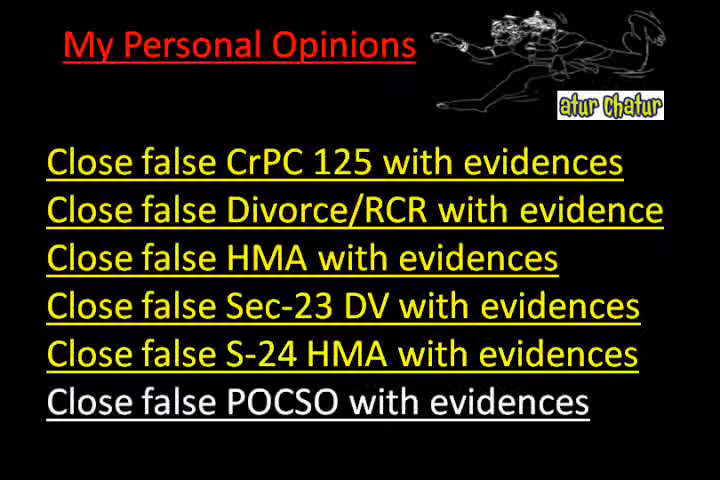 My Personal Opinions
atur chatur
Close false CrPC 125 with evidences
Close false Divorce/RCR with evidence
Close false HMA with evidences
Close false Sec-23 DV with evidences
Close false S-24 HMA with evidences
Close false POCSO with evidences